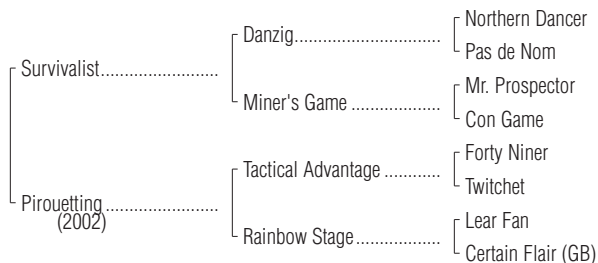 Northern Dancer
Danzig..................................
Pas de Nom
Survivalist...........................
Mr. Prospector
Miner's Game ....................
Con Game
Forty Niner
Tactical Advantage .............
Twitchet
Pirouetting..........................
(2002)
Lear Fan
Rainbow Stage...................
Certain Flair (GB)